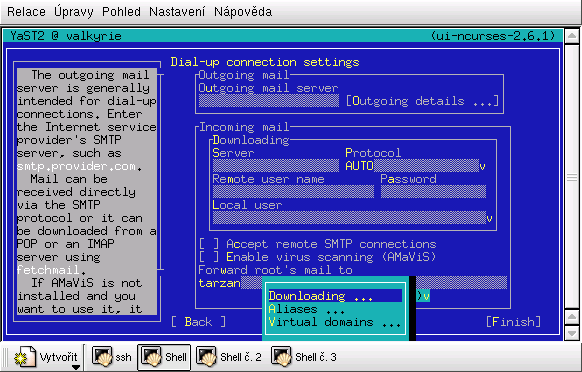 Relace Úpravy Pohled Nastavení Nápověda
YaST2 @ valkyrie (ui-ncurses-2.6.1)
The outgoing mail
server is generally
intended for dial-up
connections. Enter
the Internet service
provider's SMTP
server, such as
smtp.provider.com.
Mail can be
received directly
via the SMTP
protocol or it can
be downloaded from a
POP or an IMAP
server using
fetchmail.
If AMaViS is not
installed and you
want to use it, it
Dial-up connection settings
Outgoing mail
Outgoing mail server
[Outgoing details ...]
Incoming mail
Downloading
Server Protocol
AUTO v
Remote user name Password
Local user
v
[ ] Accept remote SMTP connections
[ ] Enable virus scanning (AMaViS)
Forward root's mail to
tarzan
Downloading ...
)v
Aliases ...
Virtual domains ...
[ Back ] [Finish]
Vytvořit ssh Shell Shell č. 2 Shell č. 3